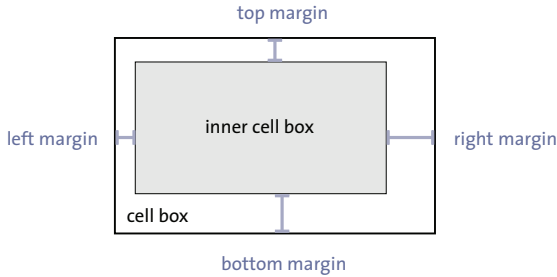 top margin
inner cell box
left margin
right margin
cell box
bottom margin